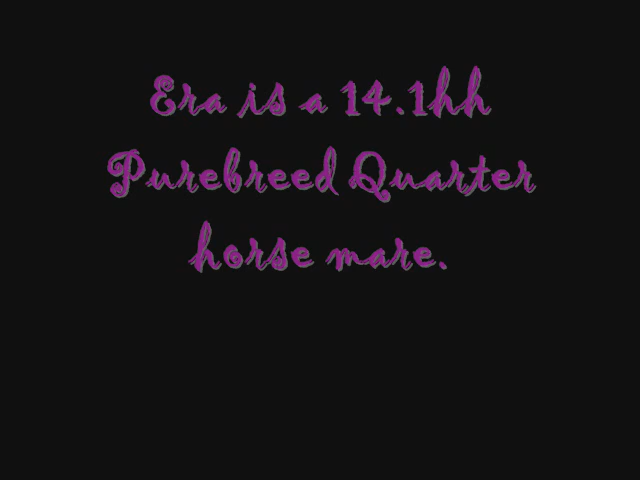 Era is a 14.1hh
Purebreed Quarter
horse mare.